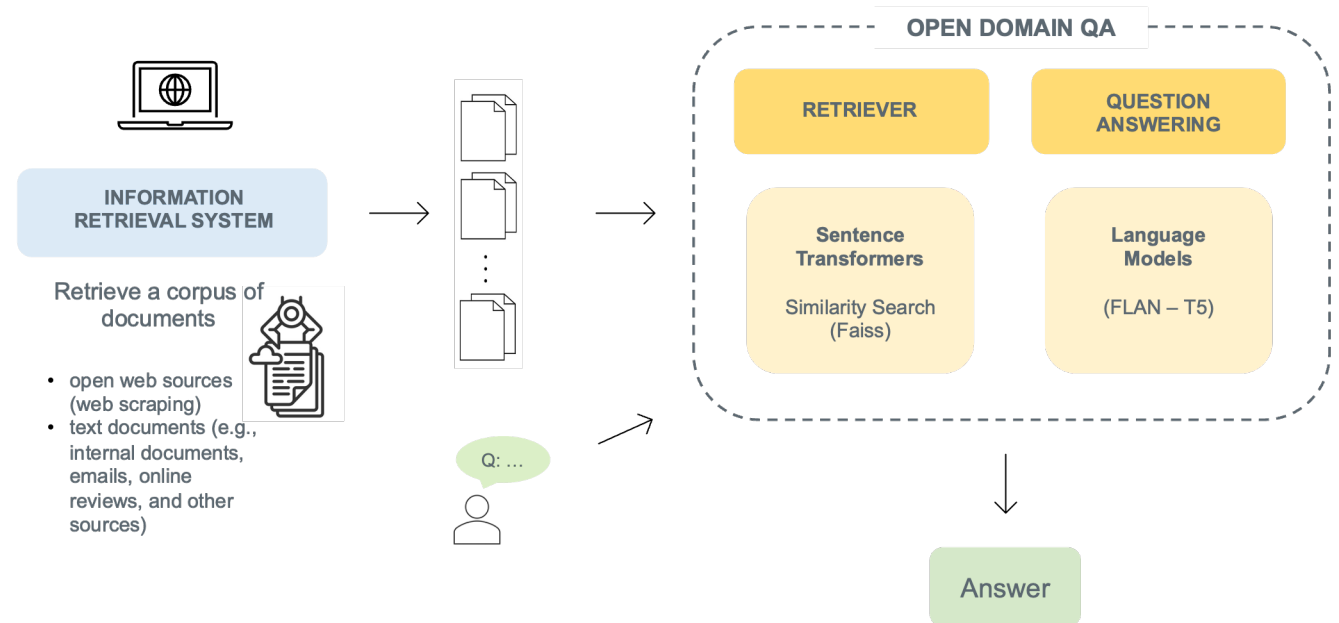 OPEN DOMAIN QA
INFORMATION
RETRIEVAL SYSTEM
Retrieve a corpus of
documents
• open web sources
(web scraping)
• text documents (e.g.,
internal documents,
emails, online
reviews, and other
sources)
Q: ...
RETRIEVER
Sentence
Transformers
Similarity Search
(Faiss)
QUESTION
ANSWERING
Language
Models
(FLAN – T5)
Answer